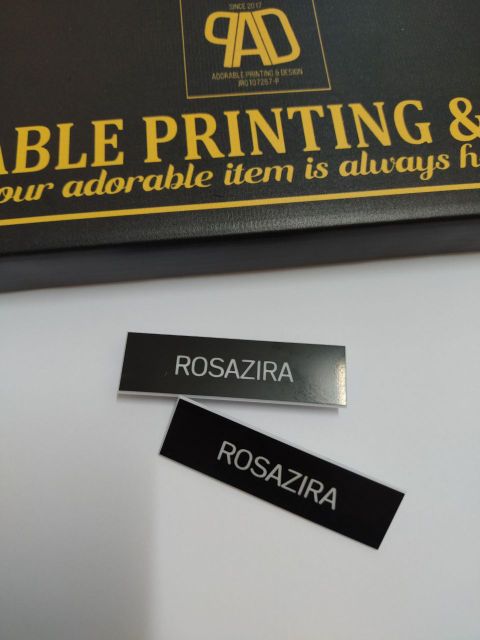 SINCE 2017
PAD
ADORABLE PRINTING & DESIGN
ABLE PRINTING &
our adorable item is always h
ROSAZIRA
ROSAZIRA